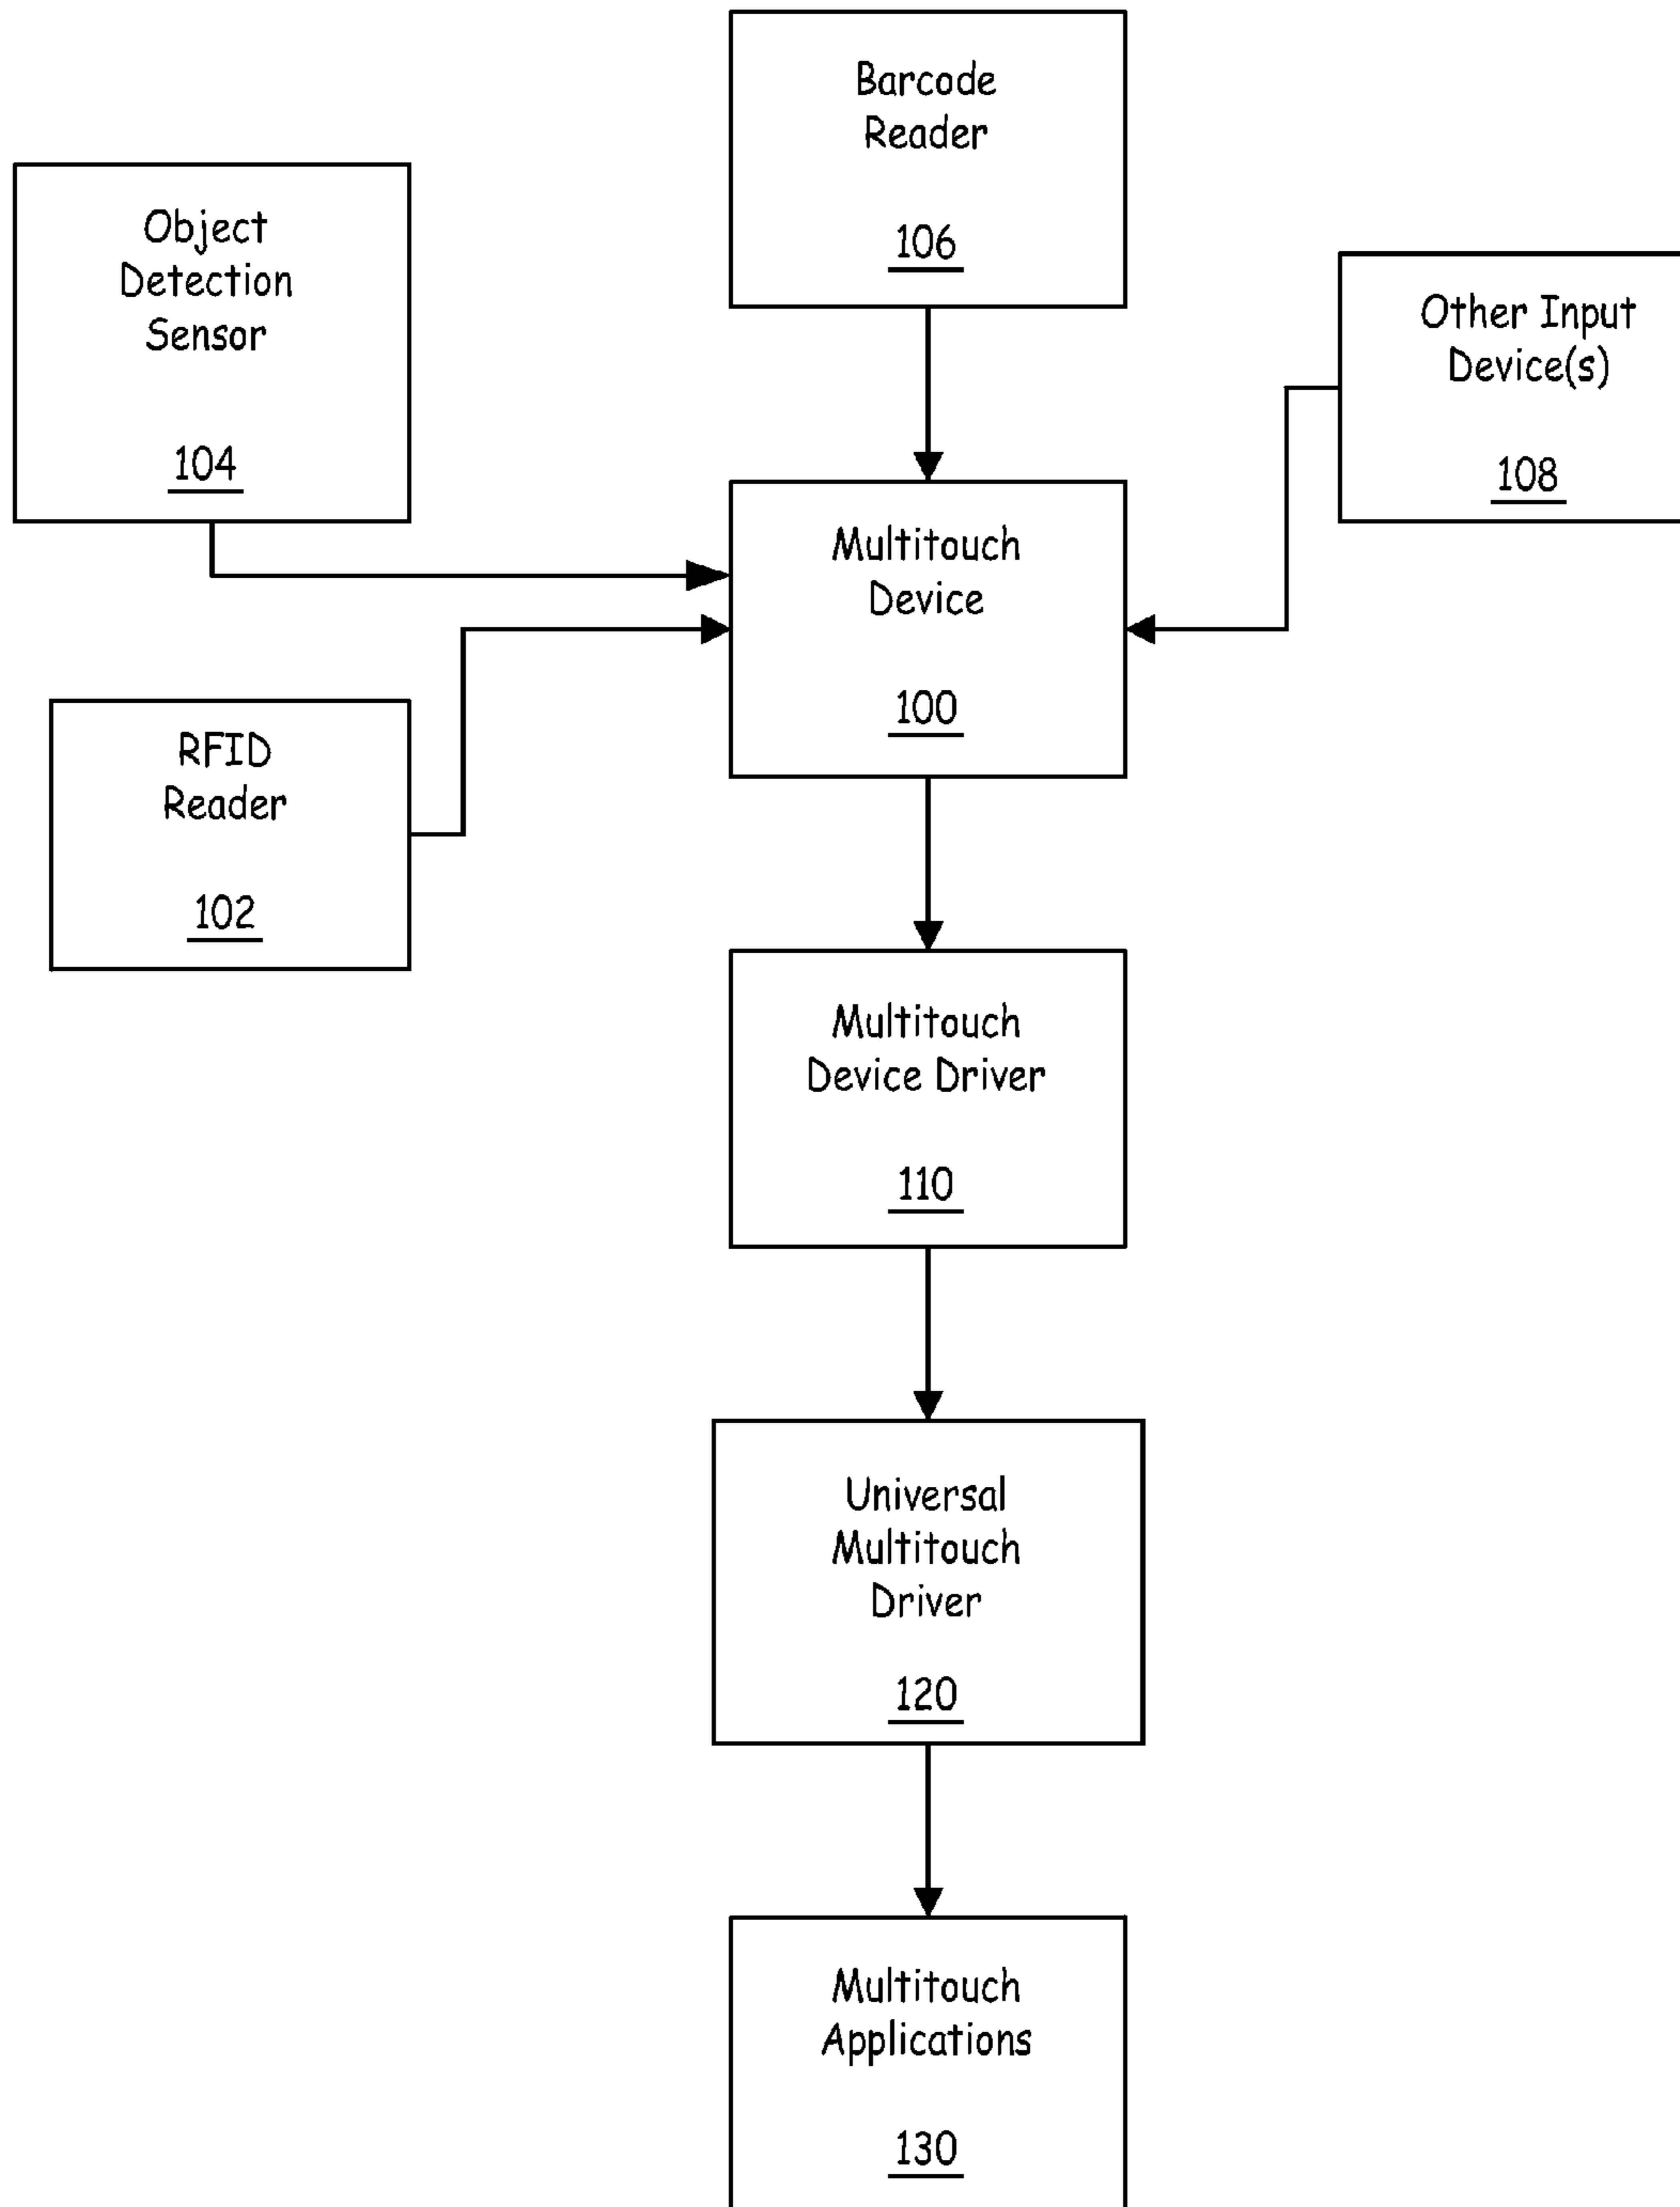 Barcode
Reader
106
Object
Detection
Sensor
104
Other Input
Device(s)
108
Multitouch
Device
100
RFID
Reader
102
Multitouch
Device Driver
110
Universal
Multitouch
Driver
120
Multitouch
Applications
130